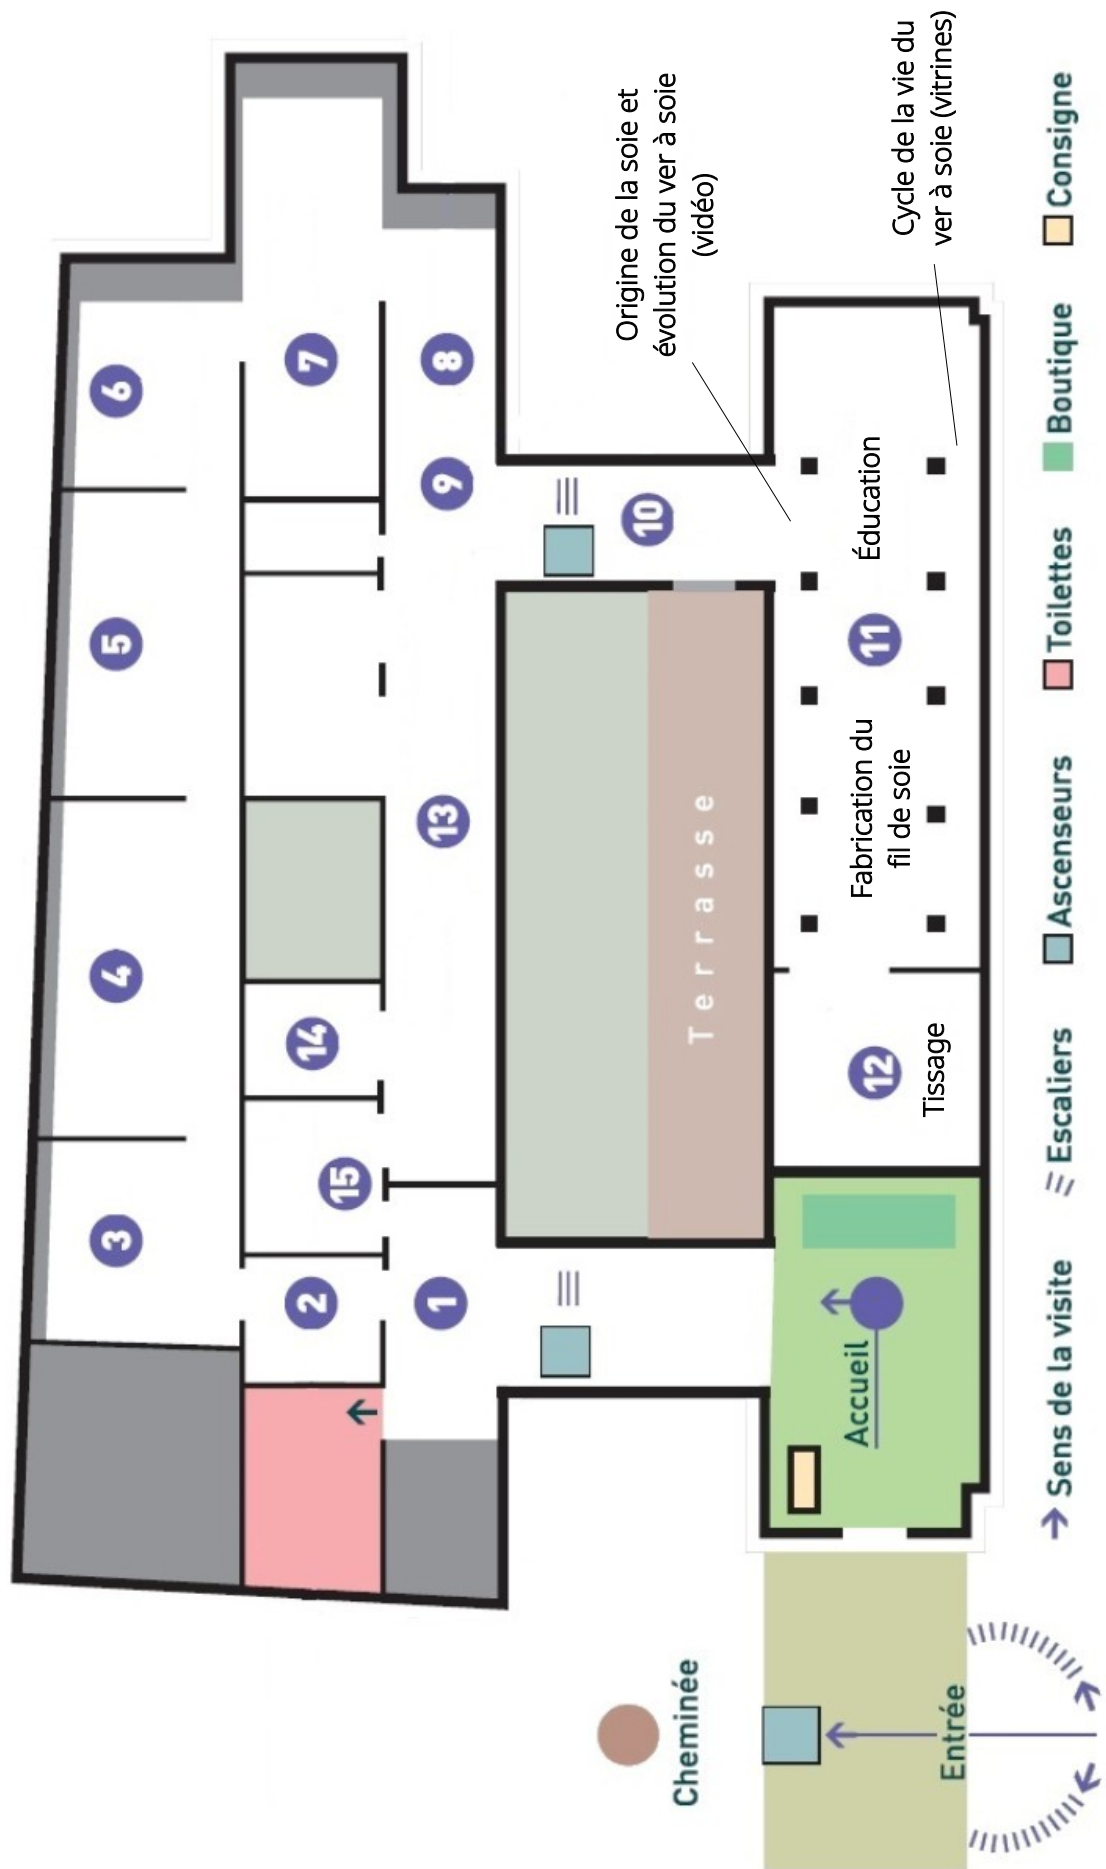 6
7
8
9
5
4
3
13
14
15
2
1
10
11
12
Origine de la soie et
évolution du ver à soie
(vidéo)
Cycle de la vie du
ver à soie (vitrines)
Éducation
Fabrication du
fil de soie
Tissage
Terrasse
Accueil
Cheminée
Entrée
Sens de la visite
Escaliers
Ascenseurs
Toilettes
Boutique
Consigne